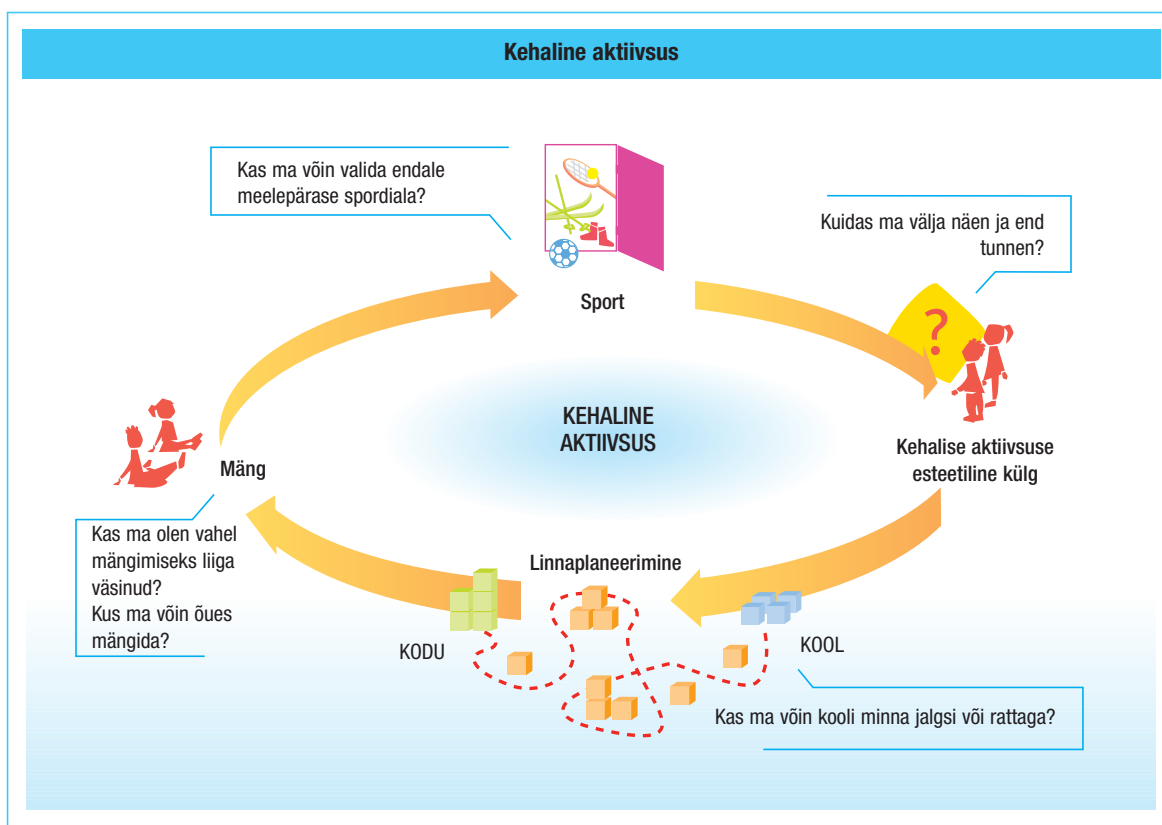 Kehaline aktiivsus
Kas ma võin valida endale
meelepärase spordiala?
Kuidas ma välja näen ja end
tunnen?
?
Sport
KEHALINE
AKTIIVSUS
Kehalise aktiivsuse
esteetiline külg
Mäng
Kas ma olen vahel
mängimiseks liiga
väsinud?
Kus ma võin õues
mängida?
Linnaplaneerimine
KODU
KOOL
Kas ma võin kooli minna jalgsi või rattaga?